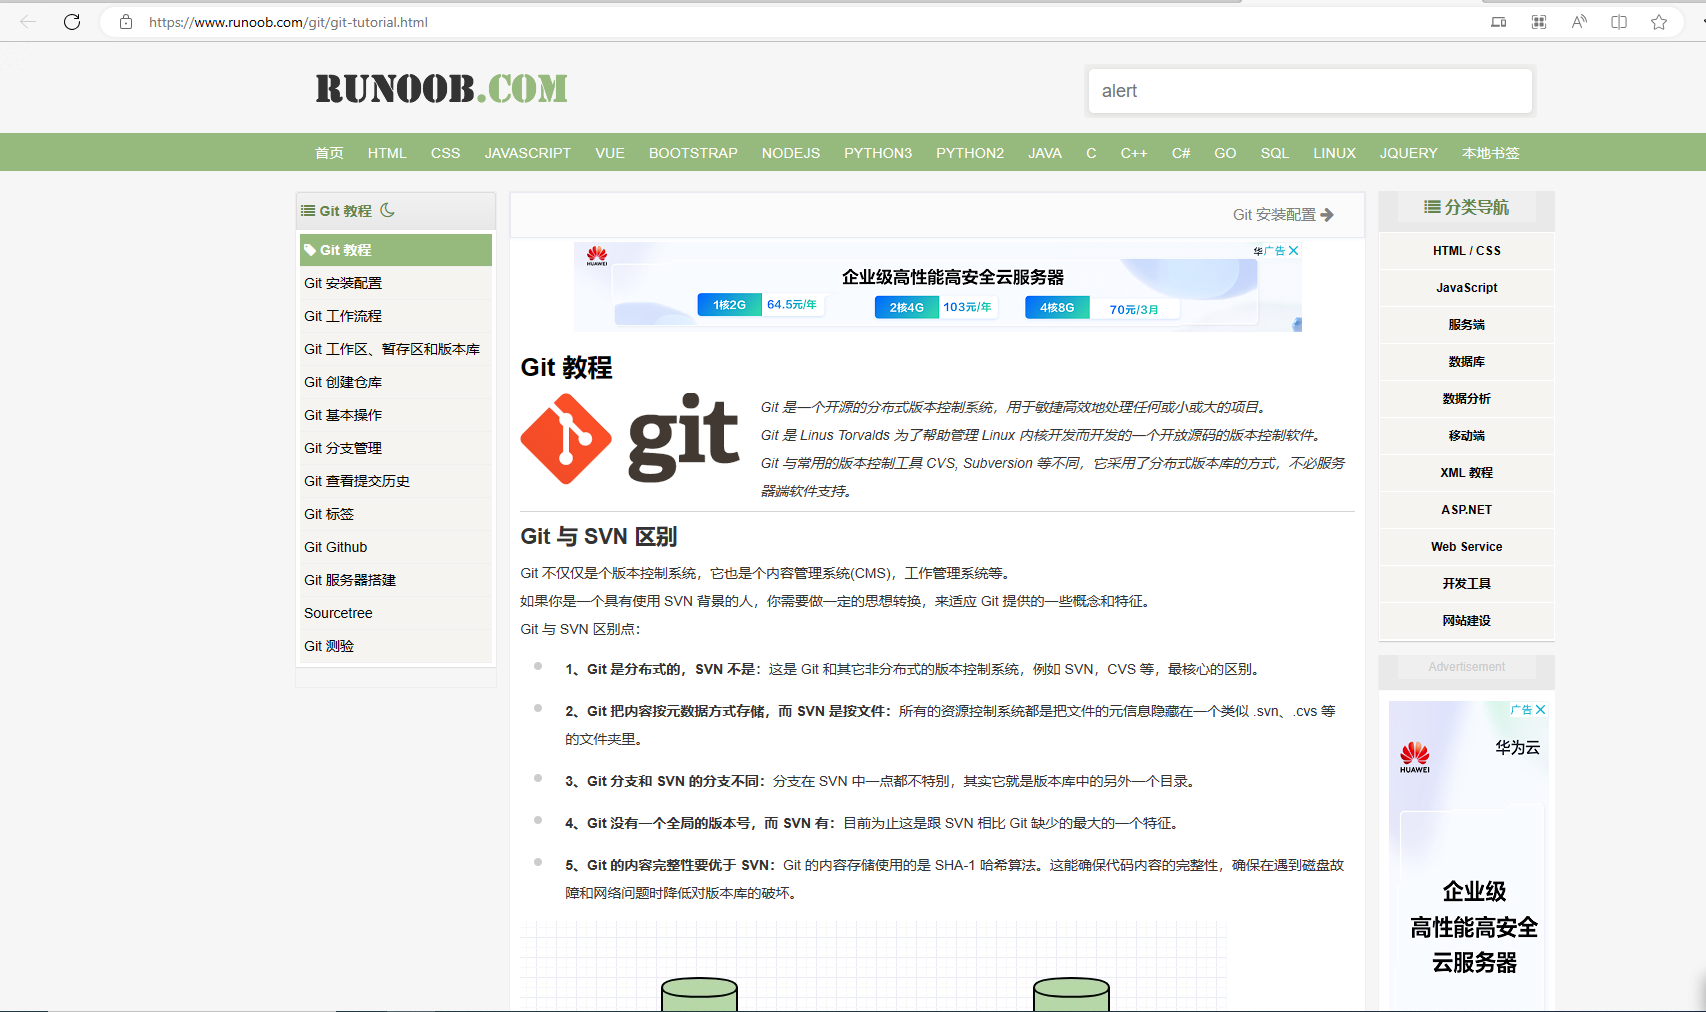 https://www.runoob.com/git/git-tutorial.html
RUNOOB.COM
alert
首页 HTML CSS JAVASCRIPT VUE BOOTSTRAP NODEJS PYTHON3 PYTHON2 JAVA C C++ C# GO SQL LINUX JQUERY 本地书签
Git 教程
Git 教程
Git 安装配置
Git 工作流程
Git 工作区、暂存区和版本库
Git 创建仓库
Git 基本操作
Git 分支管理
Git 查看提交历史
Git 标签
Git Github
Git 服务器搭建
Sourcetree
Git 测验
Git 安装配置
HUAWEI
华广告
企业级高性能高安全云服务器
1核2G 64.5元/年 2核4G 103元/年 4核8G 70元/3月
Git 教程
git
Git 是一个开源的分布式版本控制系统，用于敏捷高效地处理任何或小或大的项目。
Git 是 Linus Torvalds 为了帮助管理 Linux 内核开发而开发的一个开放源码的版本控制软件。
Git 与常用的版本控制工具 CVS, Subversion 等不同，它采用了分布式版本库的方式，不必服务
器端软件支持。
Git 与 SVN 区别
Git 不仅仅是个版本控制系统，它也是个内容管理系统(CMS)，工作管理系统等。
如果你是一个具有使用 SVN 背景的人，你需要做一定的思想转换，来适应 Git 提供的一些概念和特征。
Git 与 SVN 区别点：
1、Git 是分布式的，SVN 不是：这是 Git 和其它非分布式的版本控制系统，例如 SVN，CVS 等，最核心的区别。
2、Git 把内容按元数据方式存储，而 SVN 是按文件：所有的资源控制系统都是把文件的元信息隐藏在一个类似 .svn、.cvs 等
的文件夹里。
3、Git 分支和 SVN 的分支不同：分支在 SVN 中一点都不特别，其实它就是版本库中的另外一个目录。
4、Git 没有一个全局的版本号，而 SVN 有：目前为止这是跟 SVN 相比 Git 缺少的最大的一个特征。
5、Git 的内容完整性要优于 SVN：Git 的内容存储使用的是 SHA-1 哈希算法。这能确保代码内容的完整性，确保在遇到磁盘故
障和网络问题时降低对版本库的破坏。
分类导航
HTML / CSS
JavaScript
服务端
数据库
数据分析
移动端
XML 教程
ASP.NET
Web Service
开发工具
网站建设
Advertisement
广告
华为云
HUAWEI
企业级
高性能高安全
云服务器